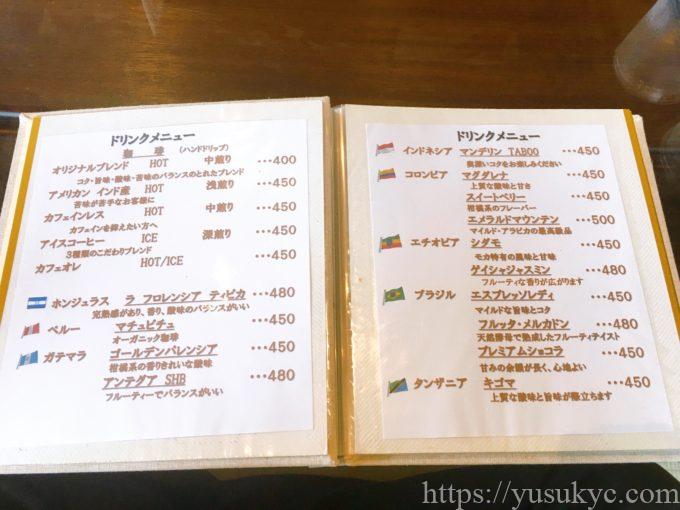 ドリンクメニュー
珈 琲 (ハンドドリップ)
オリジナルブレンド HOT 中煎り …400
コク・旨味・酸味・苦味のバランスのとれたブレンド
アメリカン インド産 HOT 浅煎り …450
苦味が苦手なお客様に
カフェインレス HOT 中煎り …450
カフェインを抑えたい方へ
アイスコーヒー ICE 深煎り …450
3種類のこだわりブレンド
カフェオレ HOT/ICE …450
ホンジュラス ラ フロレンシア ティピカ …480
完熟感があり、香り、酸味のバランスがいい
ペルー マチュピチュ …450
オーガニック珈琲
ガテマラ ゴールデンバレンシア …450
柑橘系の香りきれいな酸味
アンテグア SHB …480
フルーティーでバランスがいい
ドリンクメニュー
インドネシア マンデリン TABOO …450
奥深いコクをお楽しみください
コロンビア マグダレナ …450
上質な酸味と甘さ
スイートベリー …450
柑橘系のフレーバー
エメラルドマウンテン …500
マイルド・アラビカの最高級品
エチオピア シダモ …450
モカ特有の風味と甘味
ゲイシャジャスミン …480
フルーティな香りが広がります
ブラジル エスプレッソレディ …450
マイルドな旨味とコク
フルッタ・メルカドン …480
天然酵母で熟成したフルーティテイスト
プレミアムショコラ …450
甘みの余韻が長く、心地よい
タンザニア キゴマ …450
上質な酸味と旨味が際立ちます
https://yusukyc.com